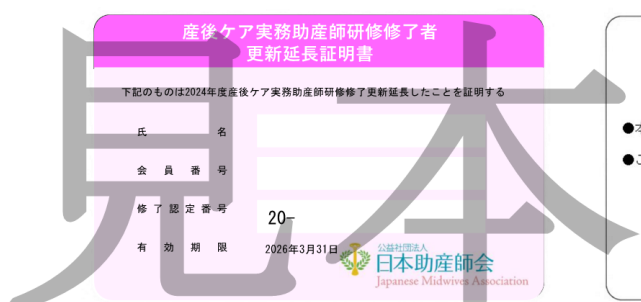 産後ケア実務助産師研修修了者
更新延長証明書
下記のものは2024年度産後ケア実務助産師研修修了更新延長したことを証明する
氏 名
会 員 番 号
修 了 認 定 番 号 20-
有 効 期 限 2026年3月31日
公益社団法人
日本助産師会
Japanese Midwives Association
見本
●本
●こ